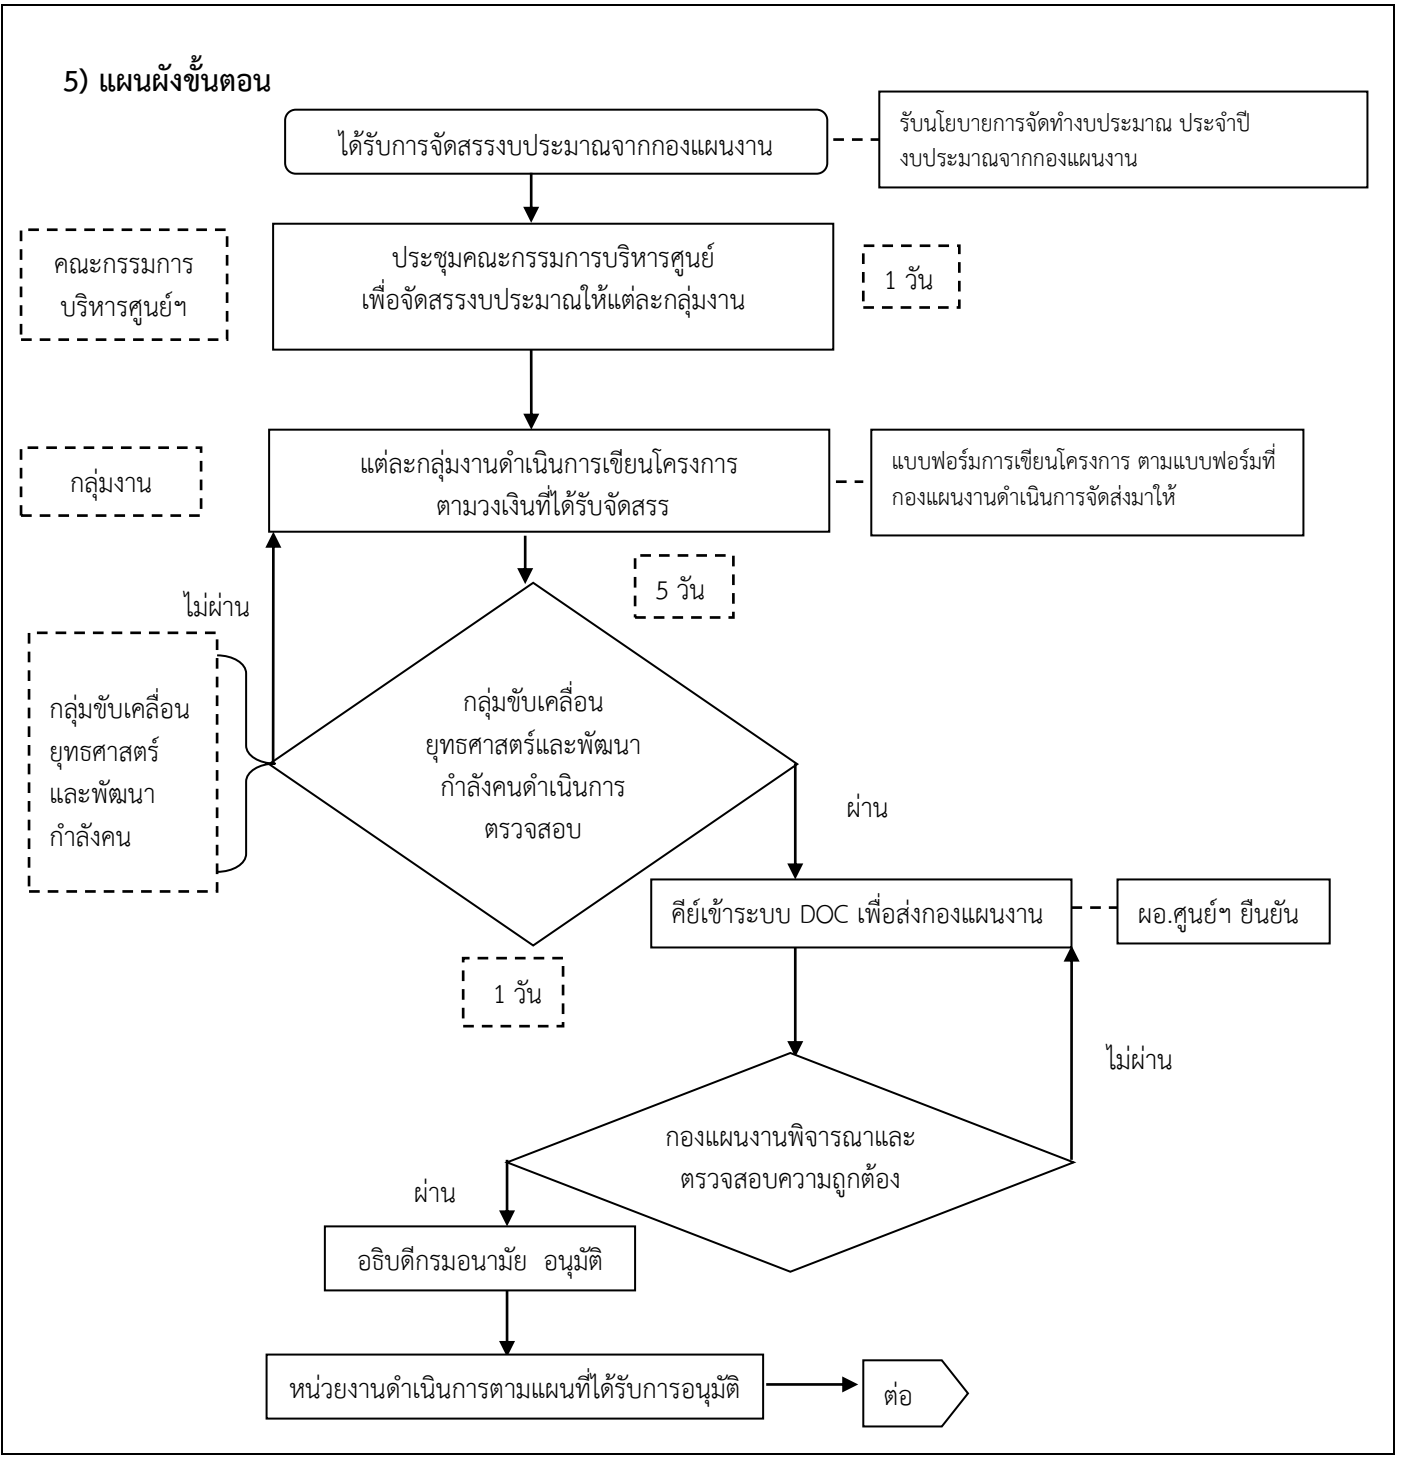 5) แผนผังขั้นตอน
ได้รับการจัดสรรงบประมาณจากกองแผนงาน
รับนโยบายการจัดทำงบประมาณ ประจำปี
งบประมาณจากกองแผนงาน
คณะกรรมการ
บริหารศูนย์ฯ
ประชุมคณะกรรมการบริหารศูนย์
เพื่อจัดสรรงบประมาณให้แต่ละกลุ่มงาน
1 วัน
กลุ่มงาน
แต่ละกลุ่มงานดำเนินการเขียนโครงการ
ตามวงเงินที่ได้รับจัดสรร
แบบฟอร์มการเขียนโครงการ ตามแบบฟอร์มที่
กองแผนงานดำเนินการจัดส่งมาให้
5 วัน
ไม่ผ่าน
กลุ่มขับเคลื่อน
ยุทธศาสตร์
และพัฒนา
กำลังคน
กลุ่มขับเคลื่อน
ยุทธศาสตร์และพัฒนา
กำลังคนดำเนินการ
ตรวจสอบ
ผ่าน
คีย์เข้าระบบ DOC เพื่อส่งกองแผนงาน
ผอ.ศูนย์ฯ ยืนยัน
1 วัน
ไม่ผ่าน
กองแผนงานพิจารณาและ
ตรวจสอบความถูกต้อง
ผ่าน
อธิบดีกรมอนามัย อนุมัติ
หน่วยงานดำเนินการตามแผนที่ได้รับการอนุมัติ
ต่อ